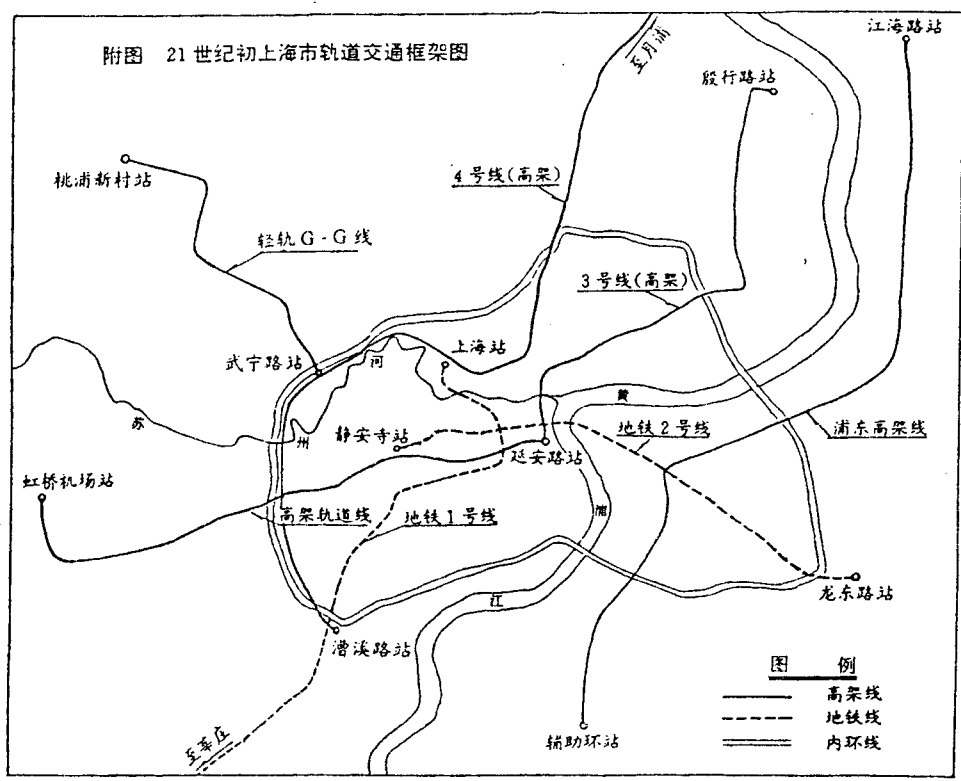 附图 21世纪初上海市轨道交通框架图
至月浦
江海路站
殷行路站
桃浦新村站
4号线(高架)
轻轨G-G线
3号线(高架)
武宁路站
上海站
河
黄
苏
州
静安寺站
延安路站
地铁2号线
浦东高架线
虹桥机场站
高架轨道线
地铁1号线
浦
江
龙东路站
漕溪路站
图 例
高架线
地铁线
内环线
辅助环站
至莘庄